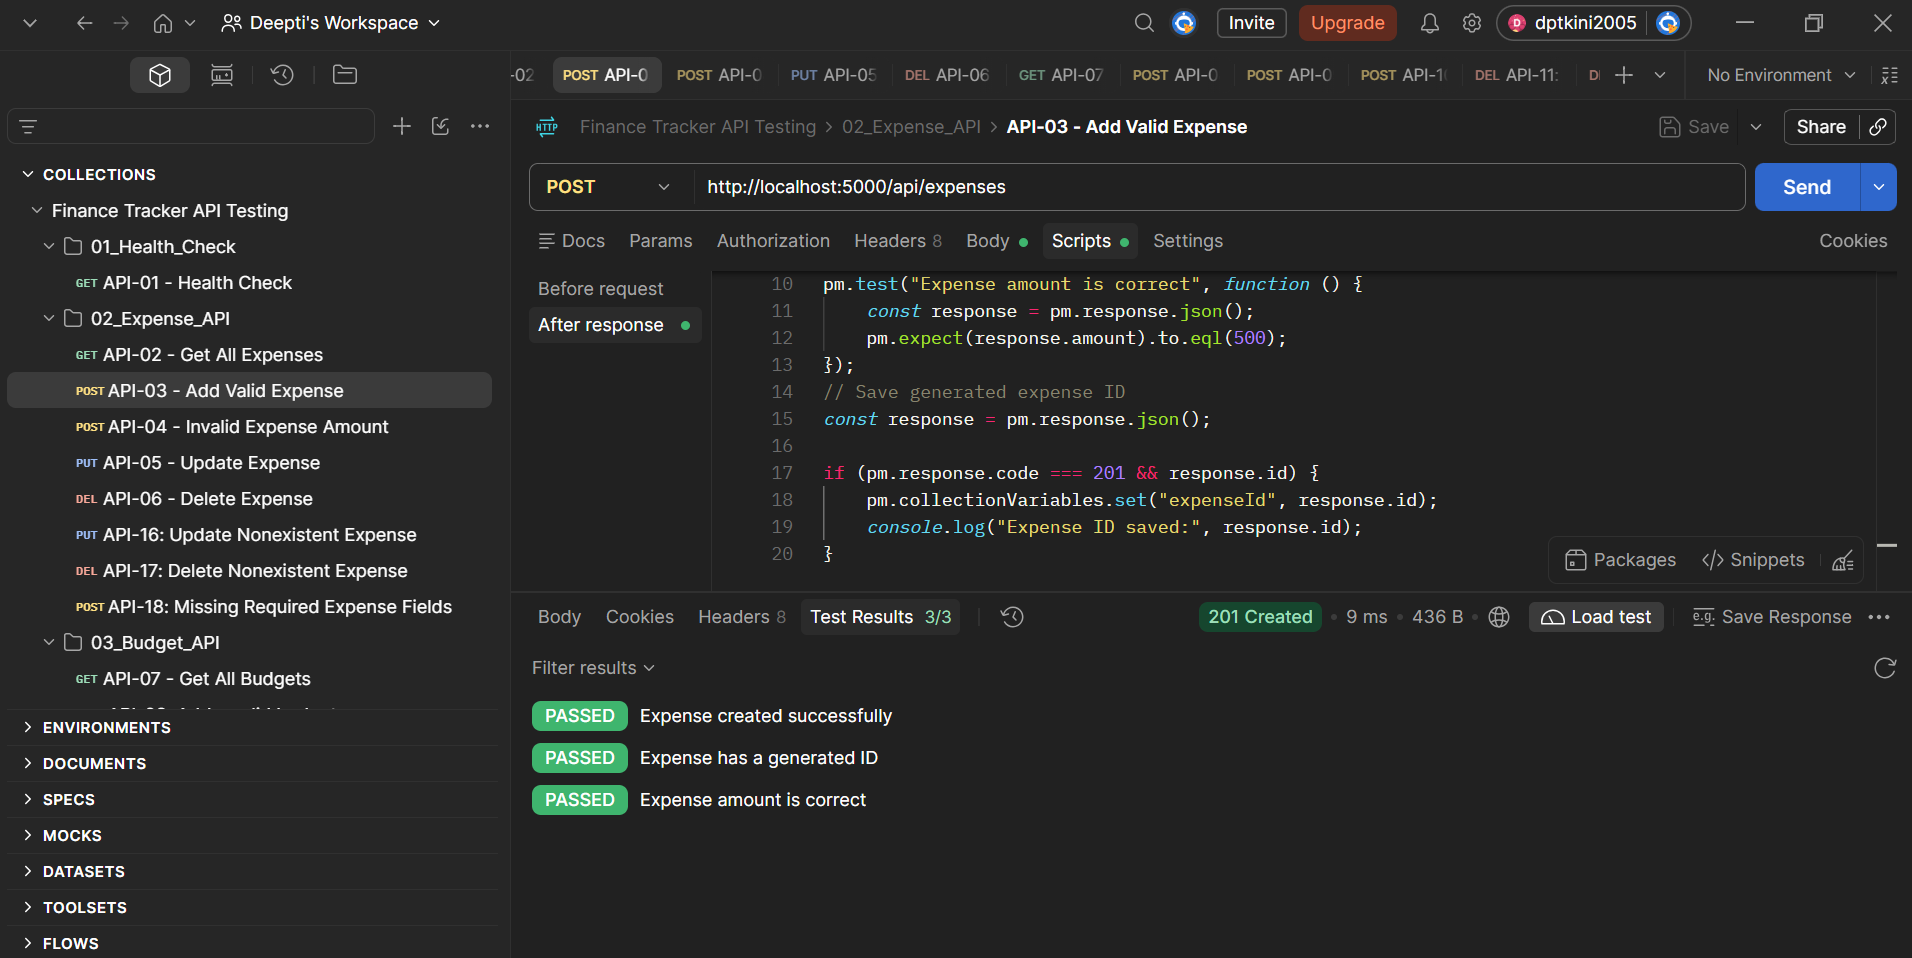 Deepti's Workspace
Invite
Upgrade
D dptkini2005
-02
POST API-0
POST API-0
PUT API-05
DEL API-06
GET API-07
POST API-0
POST API-0
POST API-1
DEL API-11:
No Environment
HTTP Finance Tracker API Testing > 02_Expense_API > API-03 - Add Valid Expense
Save
Share
COLLECTIONS
Finance Tracker API Testing
01_Health_Check
GET API-01 - Health Check
02_Expense_API
GET API-02 - Get All Expenses
POST API-03 - Add Valid Expense
POST API-04 - Invalid Expense Amount
PUT API-05 - Update Expense
DEL API-06 - Delete Expense
PUT API-16: Update Nonexistent Expense
DEL API-17: Delete Nonexistent Expense
POST API-18: Missing Required Expense Fields
03_Budget_API
GET API-07 - Get All Budgets
ENVIRONMENTS
DOCUMENTS
SPECS
MOCKS
DATASETS
TOOLSETS
FLOWS
POST
http://localhost:5000/api/expenses
Send
Docs
Params
Authorization
Headers 8
Body
Scripts
Settings
Cookies
Before request
After response
10 pm.test("Expense amount is correct", function () {
11 const response = pm.response.json();
12 pm.expect(response.amount).to.eql(500);
13 });
14 // Save generated expense ID
15 const response = pm.response.json();
16
17 if (pm.response.code === 201 && response.id) {
18 pm.collectionVariables.set("expenseId", response.id);
19 console.log("Expense ID saved:", response.id);
20 }
Packages
</> Snippets
Body
Cookies
Headers 8
Test Results 3/3
201 Created
9 ms
436 B
Load test
e.g. Save Response
Filter results
PASSED Expense created successfully
PASSED Expense has a generated ID
PASSED Expense amount is correct